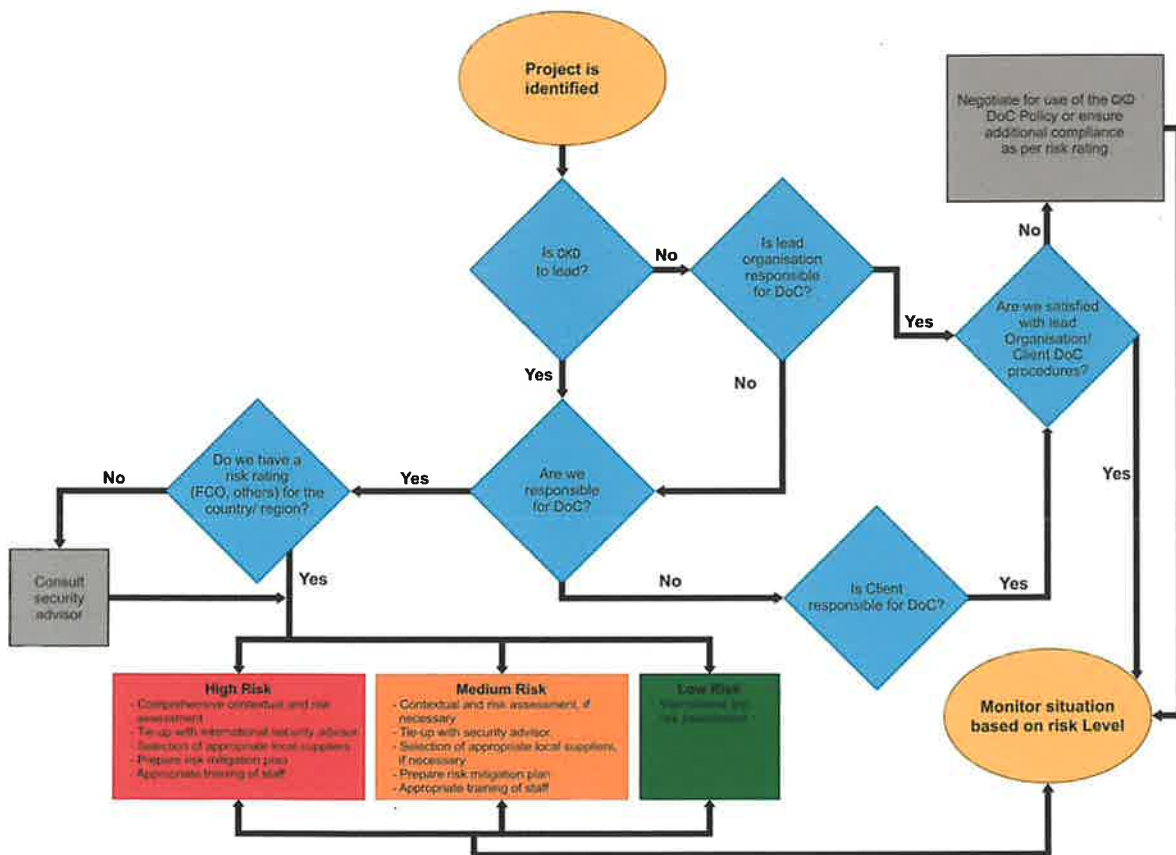 Project is
identified
Negotiate for use of the CKD
DoC Policy or ensure
additional compliance
as per risk rating
Is CKD
to lead?
No
Is lead
organisation
responsible
for DoC?
Yes
No
Are we satisfied
with lead
Organisation/
Client DoC
procedures?
Yes
No
Yes
Do we have a
risk rating
(FCO, others) for the
country/ region?
No
Yes
Are we
responsible
for DoC?
Consult
security
advisor
Yes
No
Is Client
responsible for DoC?
Yes
High Risk
- Comprehensive contextual and risk
assessment
- Tie-up with international security advisor
- Selection of appropriate local suppliers
- Prepare risk mitigation plan
- Appropriate training of staff
Medium Risk
- Contextual and risk assessment, if
necessary
- Tie-up with security advisor
- Selection of appropriate local suppliers,
if necessary
- Prepare risk mitigation plan
- Appropriate training of staff
Low Risk
risk assessment
Monitor situation
based on risk Level